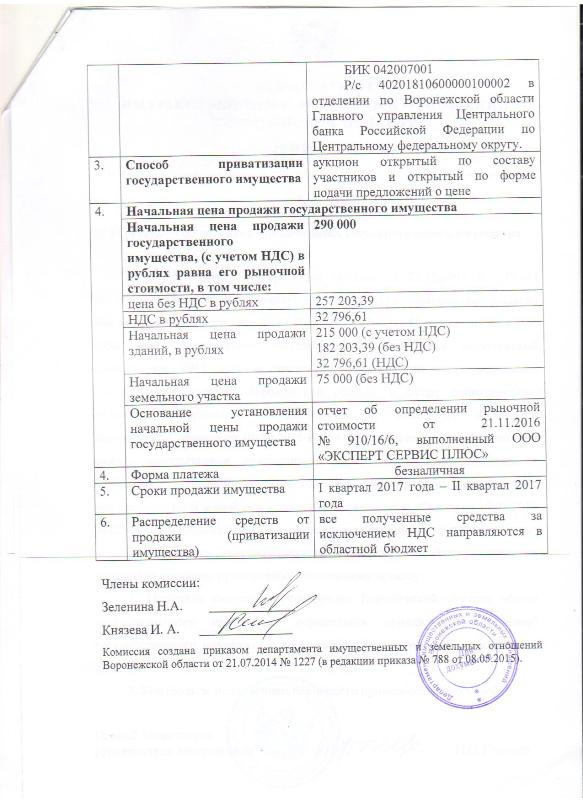 БИК 042007001
Р/с 40201810600000100002 в
отделении по Воронежской области
Главного управления Центрального
банка Российской Федерации по
Центральному федеральному округу.
3. Способ приватизации государственного имущества
аукцион открытый по составу
участников и открытый по форме
подачи предложений о цене
4. Начальная цена продажи государственного имущества
Начальная цена продажи 290 000
государственного
имущества, (с учетом НДС) в
рублях равна его рыночной
стоимости, в том числе:
цена без НДС в рублях 257 203,39
НДС в рублях 32 796,61
Начальная цена продажи 215 000 (с учетом НДС)
зданий, в рублях 182 203,39 (без НДС)
32 796,61 (НДС)
Начальная цена продажи 75 000 (без НДС)
земельного участка
Основание установления
начальной цены продажи
государственного имущества
отчет об определении рыночной
стоимости от 21.11.2016
№ 910/16/6, выполненный ООО
«ЭКСПЕРТ СЕРВИС ПЛЮС»
4. Форма платежа безналичная
5. Сроки продажи имущества I квартал 2017 года – II квартал 2017
года
6. Распределение средств от
продажи (приватизации
имущества)
все полученные средства за
исключением НДС направляются в
областной бюджет
Члены комиссии:
Зеленина Н.А.
Князева И. А.
Комиссия создана приказом департамента имущественных и земельных отношений
Воронежской области от 21.07.2014 № 1227 (в редакции приказа № 788 от 08.05.2015).
Департамент имущественных и земельных отношений
Воронежской области
Для
документов